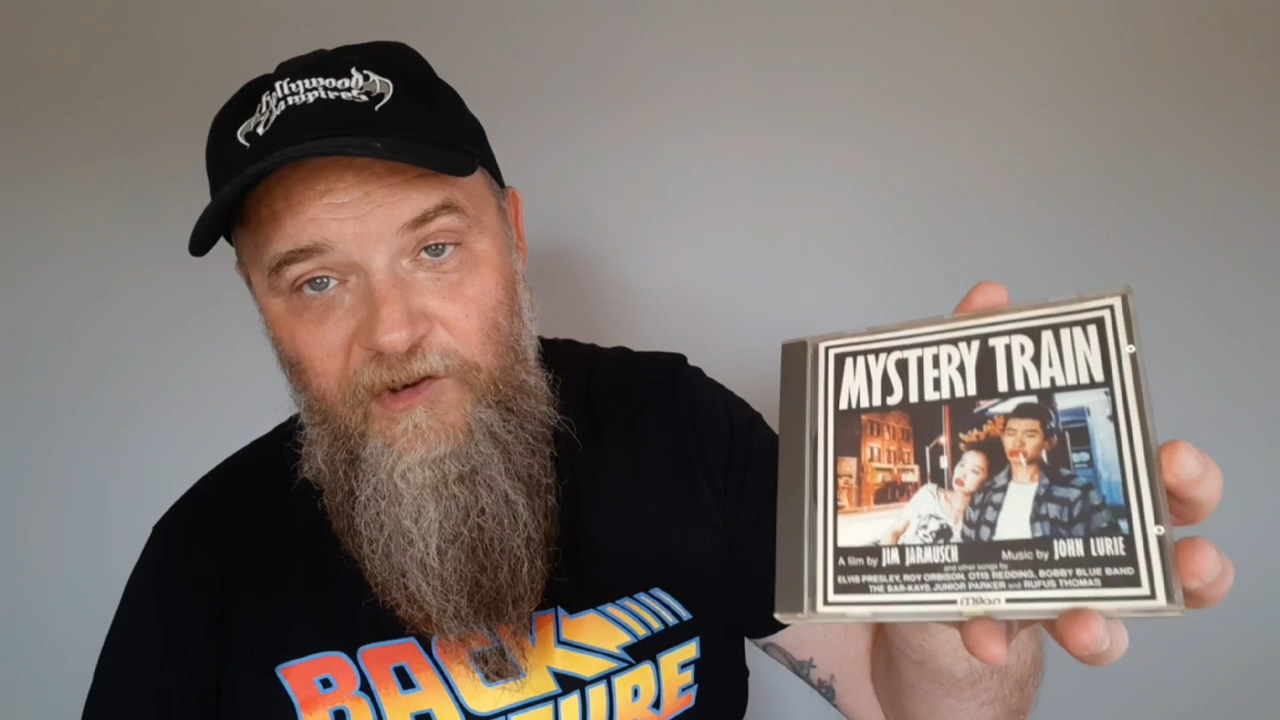 Hollywood
Vampires
MYSTERY TRAIN
A film by JIM JARMUSCH
Music by JOHN LURIE
and other songs by
ELVIS PRESLEY, ROY ORBISON, OTIS REDDING, BOBBY BLUE BAND
THE BAR-KAYS, JUNIOR PARKER and RUFUS THOMAS
milan
BACK
TURE